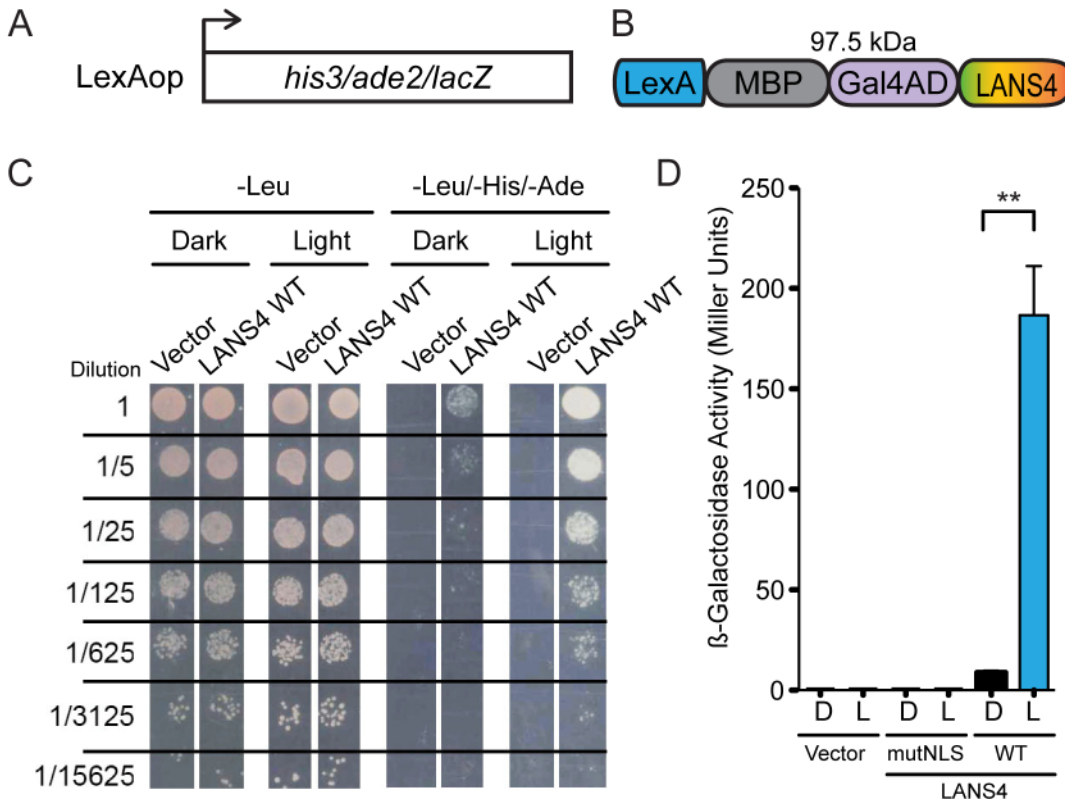 A
LexAop
his3/ade2/lacZ
B
97.5 kDa
LexA
MBP
Gal4AD
LANS4
C
-Leu
-Leu/-His/-Ade
Dark
Light
Dark
Light
Vector
LANS4 WT
Vector
LANS4 WT
Vector
LANS4 WT
Vector
LANS4 WT
Dilution
1
1/5
1/25
1/125
1/625
1/3125
1/15625
D
ß-Galactosidase Activity (Miller Units)
250
200
150
100
50
0
**
D L D L D L
Vector mutNLS WT
LANS4